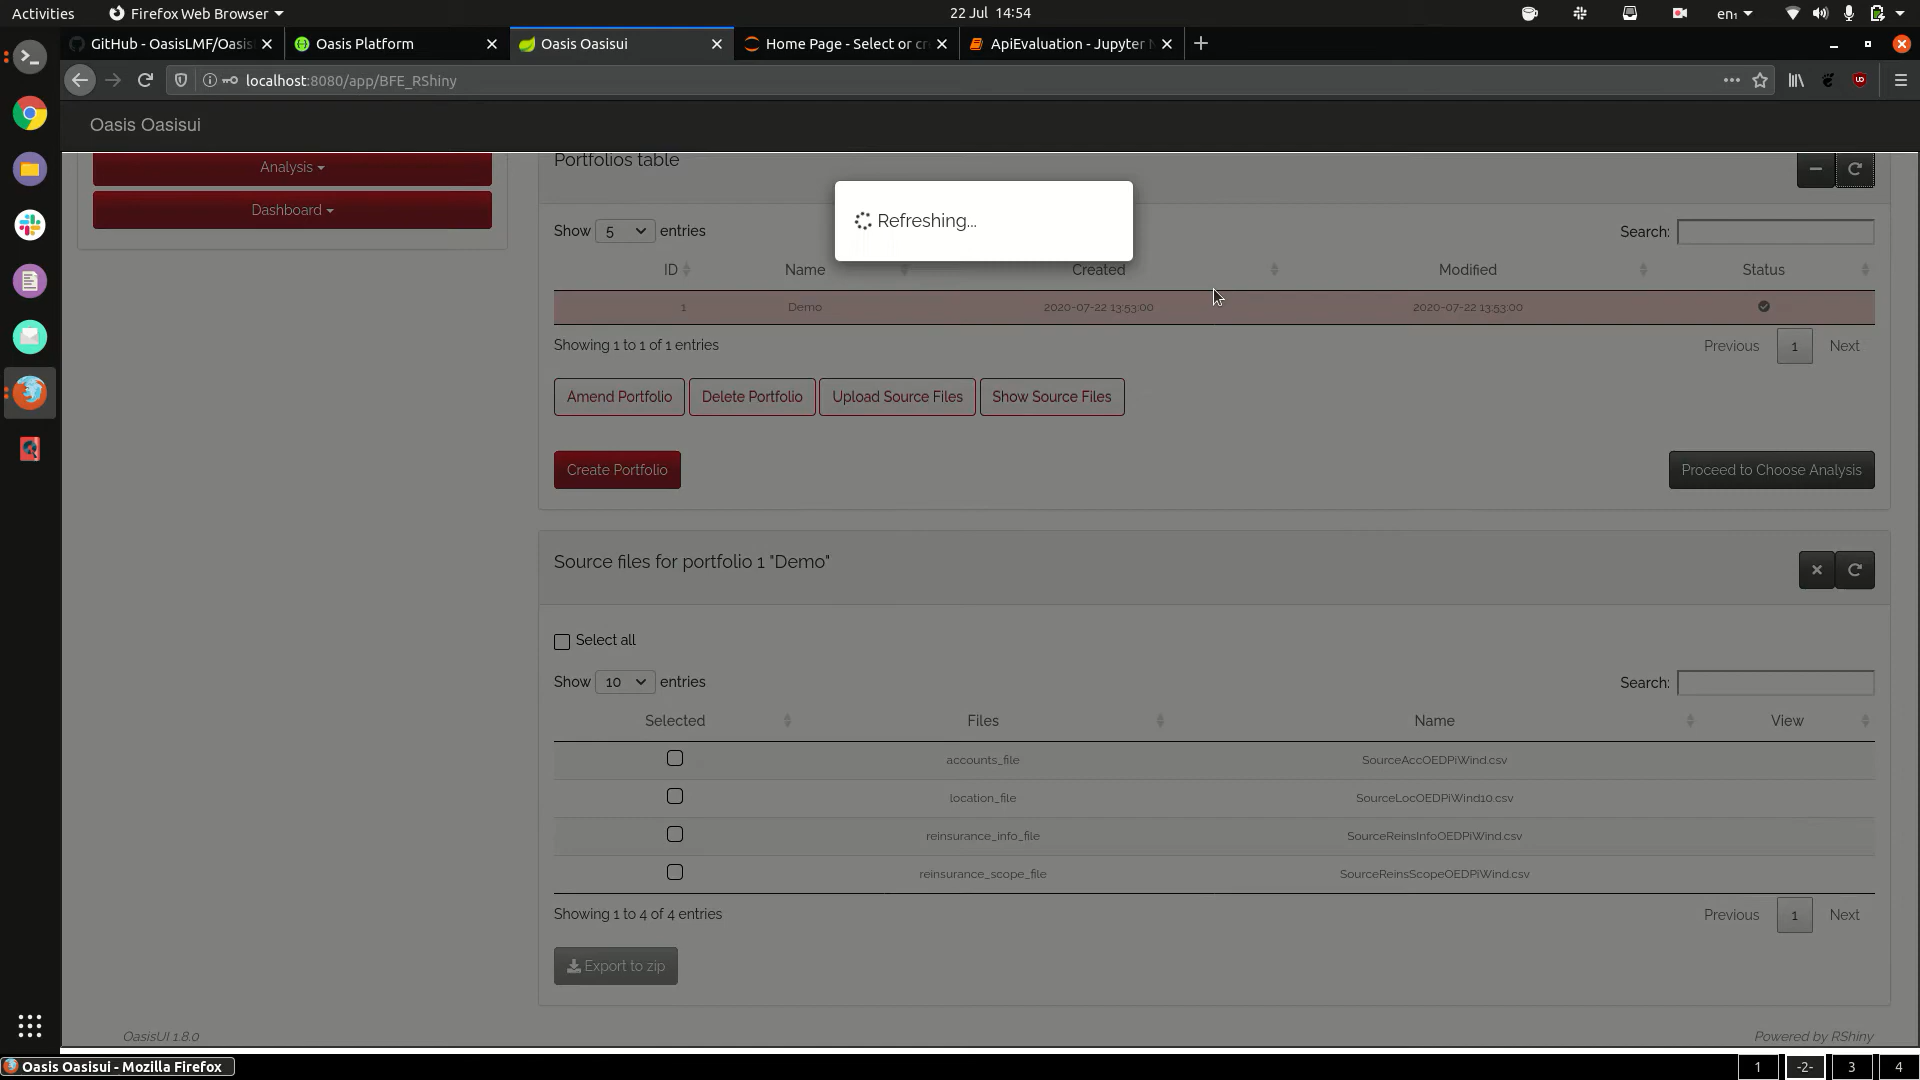 Activities Firefox Web Browser 22 Jul 14:54 en₁
GitHub - OasisLMF/Oasis Oasis Platform Oasis Oasisui Home Page - Select or cr ApiEvaluation - Jupyter N
localhost:8080/app/BFE_RShiny
Oasis Oasisui
Analysis
Dashboard
Portfolios table
Refreshing...
Show 5 entries Search:
ID Name Created Modified Status
1 Demo 2020-07-22 13:53:00 2020-07-22 13:53:00
Showing 1 to 1 of 1 entries Previous 1 Next
Amend Portfolio Delete Portfolio Upload Source Files Show Source Files
Create Portfolio Proceed to Choose Analysis
Source files for portfolio 1 "Demo"
Select all
Show 10 entries Search:
Selected Files Name View
accounts_file SourceAccOEDPiWind.csv
location_file SourceLocOEDPiWind10.csv
reinsurance_info_file SourceReinsInfoOEDPiWind.csv
reinsurance_scope_file SourceReinsScopeOEDPiWind.csv
Showing 1 to 4 of 4 entries Previous 1 Next
Export to zip
OasisUI 1.8.0 Powered by RShiny
Oasis Oasisui - Mozilla Firefox 1 -2- 3 4